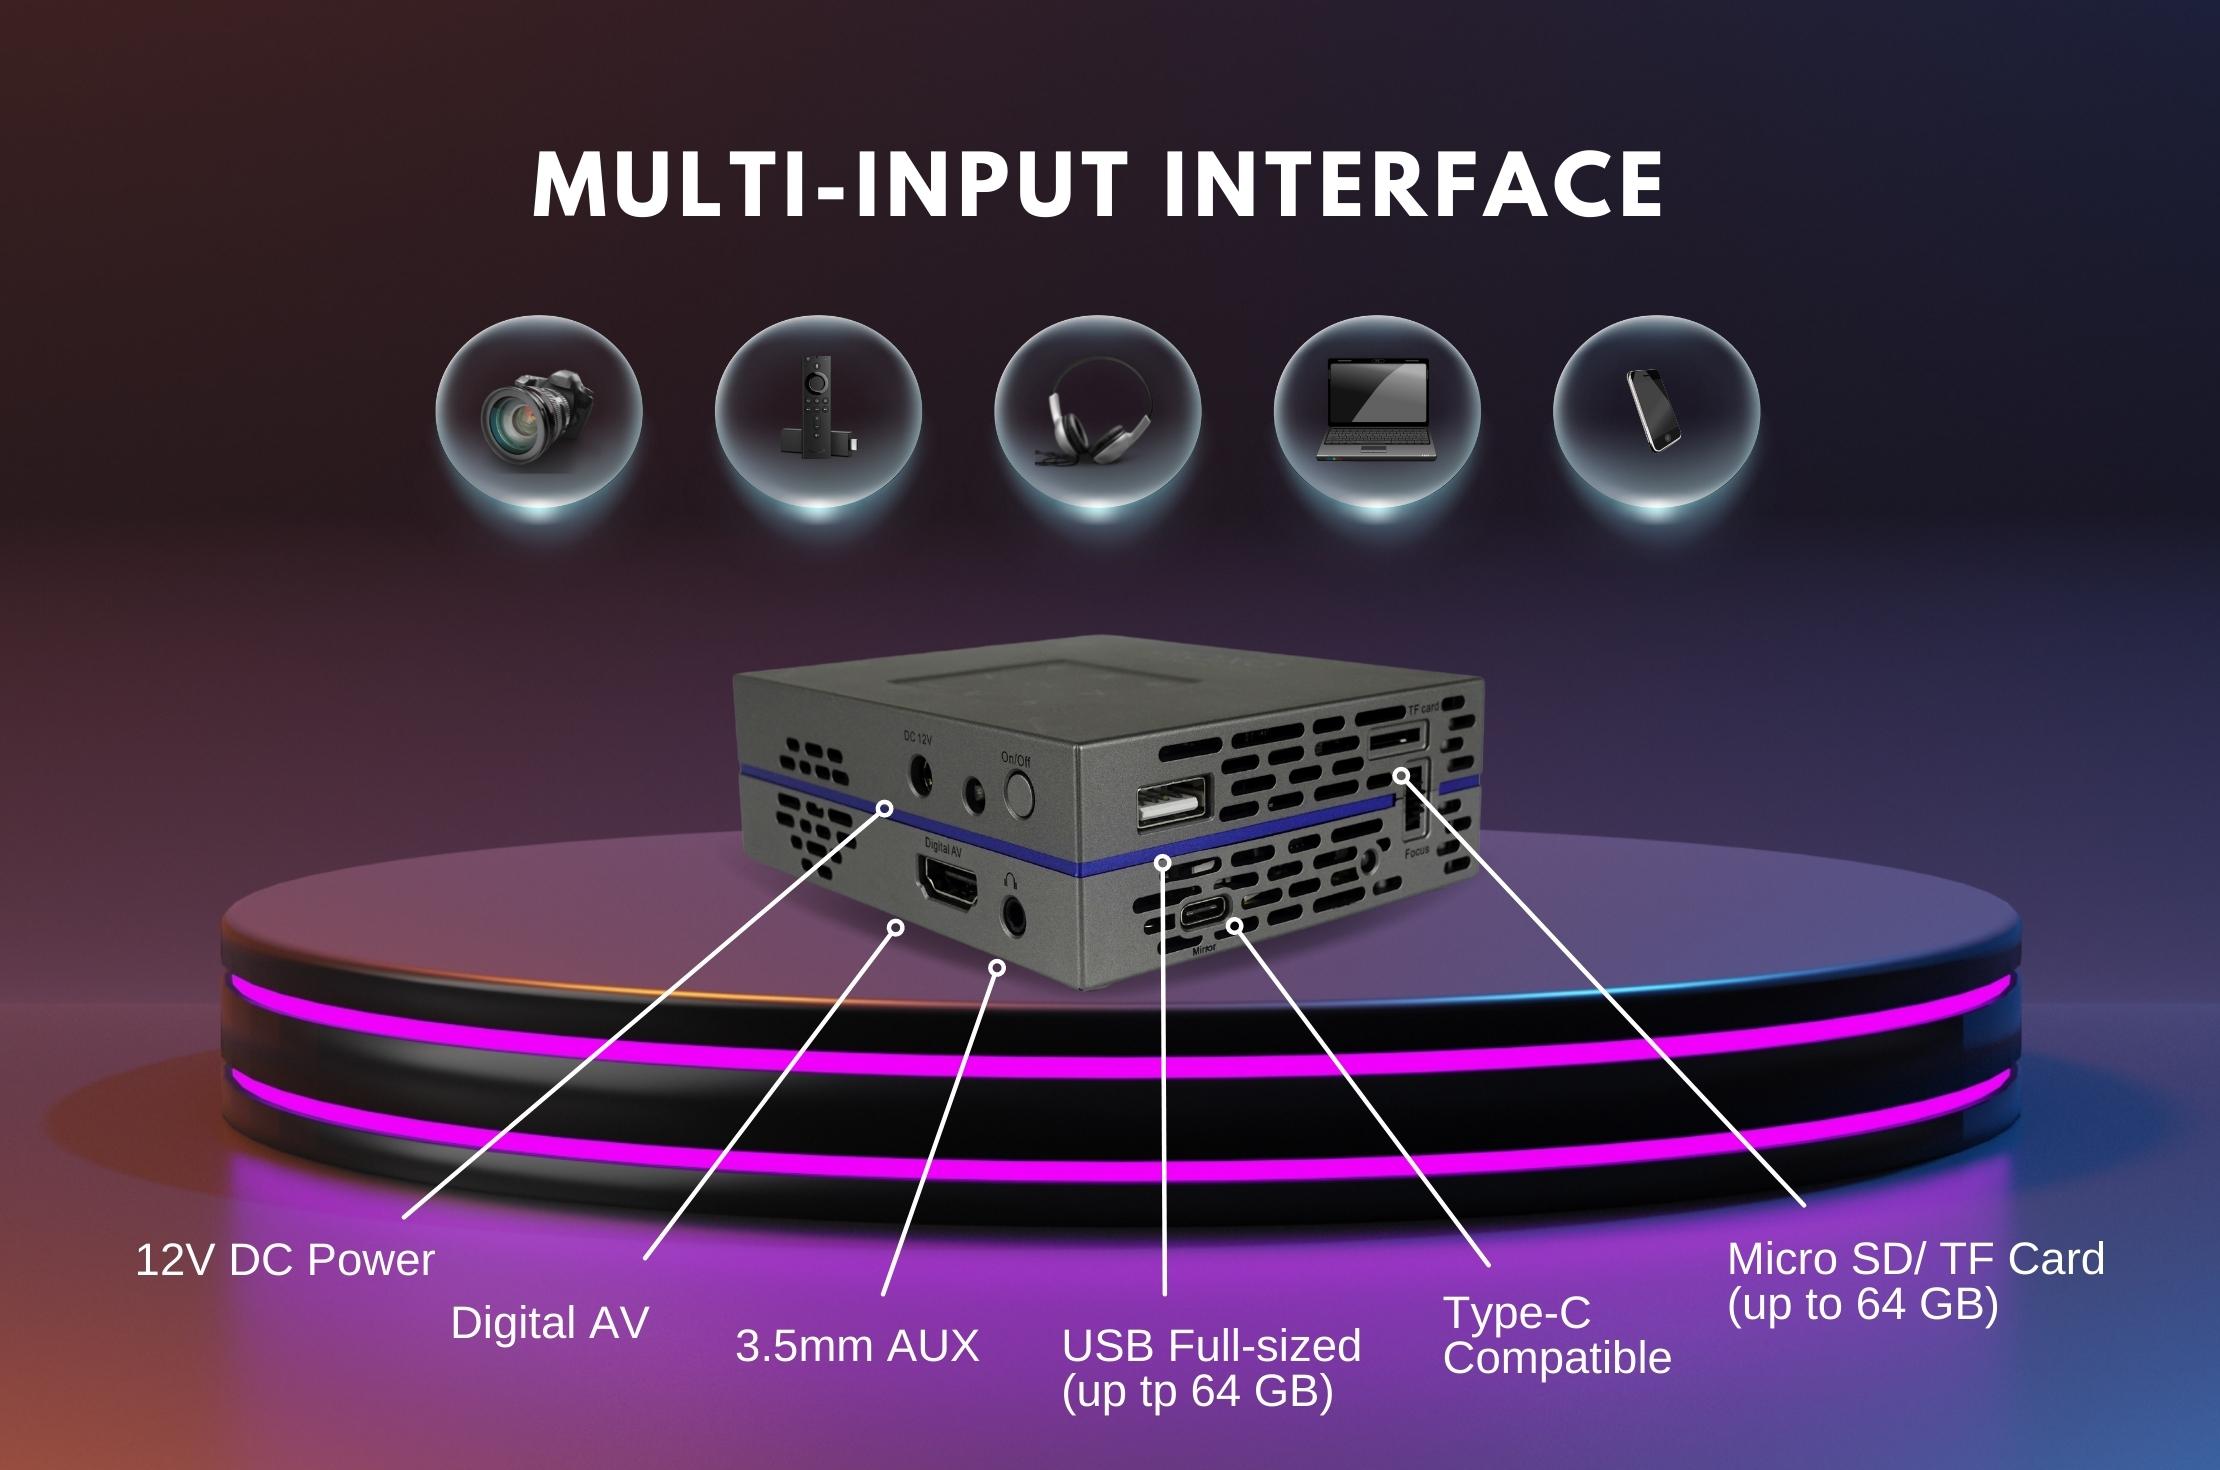 MULTI-INPUT INTERFACE
TF card
DC 12V
On/Off
Digital AV
Focus
Mirror
12V DC Power
Digital AV
3.5mm AUX
USB Full-sized
(up tp 64 GB)
Type-C
Compatible
Micro SD/ TF Card
(up to 64 GB)